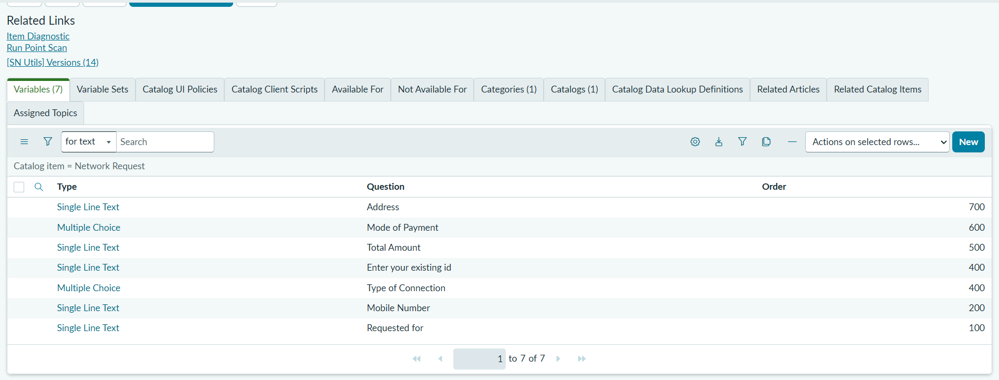 Related Links
Item Diagnostic
Run Point Scan
[SN Utils] Versions (14)
Variables (7) Variable Sets Catalog UI Policies Catalog Client Scripts Available For Not Available For Categories (1) Catalogs (1) Catalog Data Lookup Definitions Related Articles Related Catalog Items
Assigned Topics
for text Search Actions on selected rows... New
Catalog item = Network Request
Type Question Order
Single Line Text Address 700
Multiple Choice Mode of Payment 600
Single Line Text Total Amount 500
Single Line Text Enter your existing id 400
Multiple Choice Type of Connection 400
Single Line Text Mobile Number 200
Single Line Text Requested for 100
1 to 7 of 7